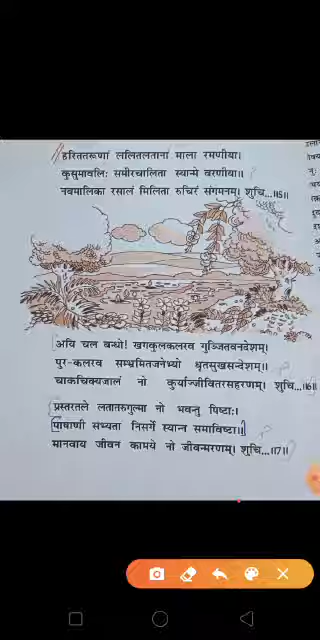 हरिततरूणां ललितलतानां माला रमणीया।
कुसुमावलिः समीरचालिता स्यान्मे वरणीया॥
नवमालिका रसालं मिलिता रुचिरं संगमनम्। शुचि...॥5॥
अयि चल बन्धो! खगकुलकलरव गुञ्जितवनदेशम्।
पुर-कलरव सम्भ्रमितजनेभ्यो धृतसुखसन्देशम्॥
चाकचिक्यजालं नो कुर्याज्जीवितरसहरणम्। शुचि...॥6॥
प्रस्तरतले लतातरुगुल्मा नो भवन्तु पिष्टाः।
पाषाणी सभ्यता निसर्गे स्यान्न समाविष्टा॥
मानवाय जीवन कामये नो जीवन्मरणम्। शुचि...॥7॥